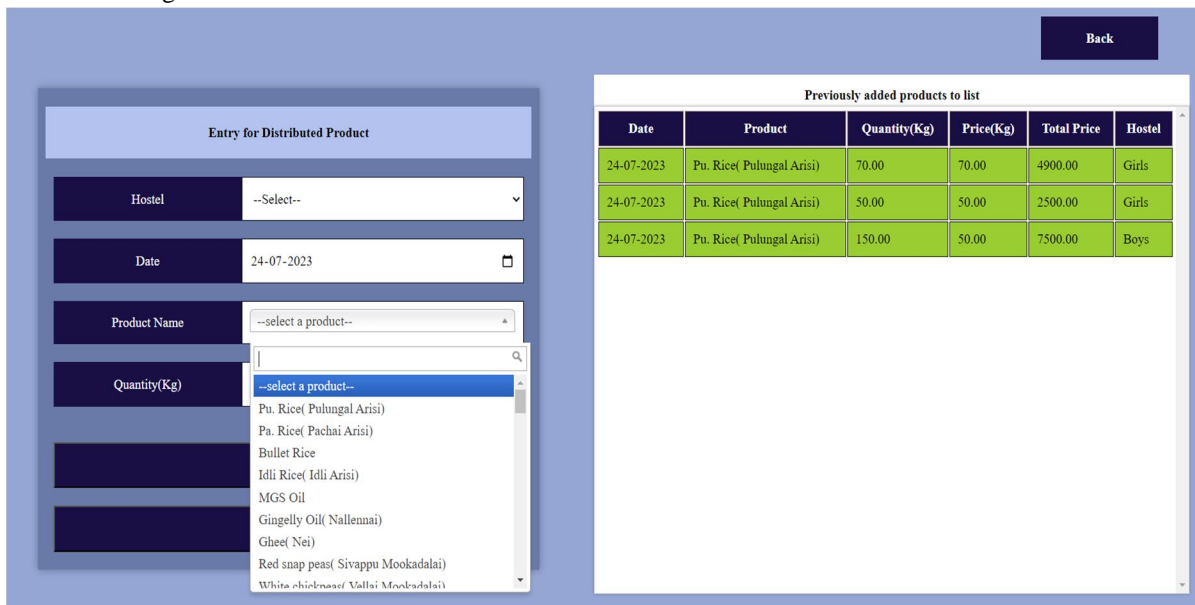 Back
Entry for Distributed Product
Hostel --Select--
Date 24-07-2023
Product Name --select a product--
Quantity(Kg)
--select a product--
Pu. Rice( Pulungal Arisi)
Pa. Rice( Pachai Arisi)
Bullet Rice
Idli Rice( Idli Arisi)
MGS Oil
Gingelly Oil( Nallennai)
Ghee( Nei)
Red snap peas( Sivappu Mookadalai)
White chickpeas( Vellai Mookadalai)
Previously added products to list
Date Product Quantity(Kg) Price(Kg) Total Price Hostel
24-07-2023 Pu. Rice( Pulungal Arisi) 70.00 70.00 4900.00 Girls
24-07-2023 Pu. Rice( Pulungal Arisi) 50.00 50.00 2500.00 Girls
24-07-2023 Pu. Rice( Pulungal Arisi) 150.00 50.00 7500.00 Boys